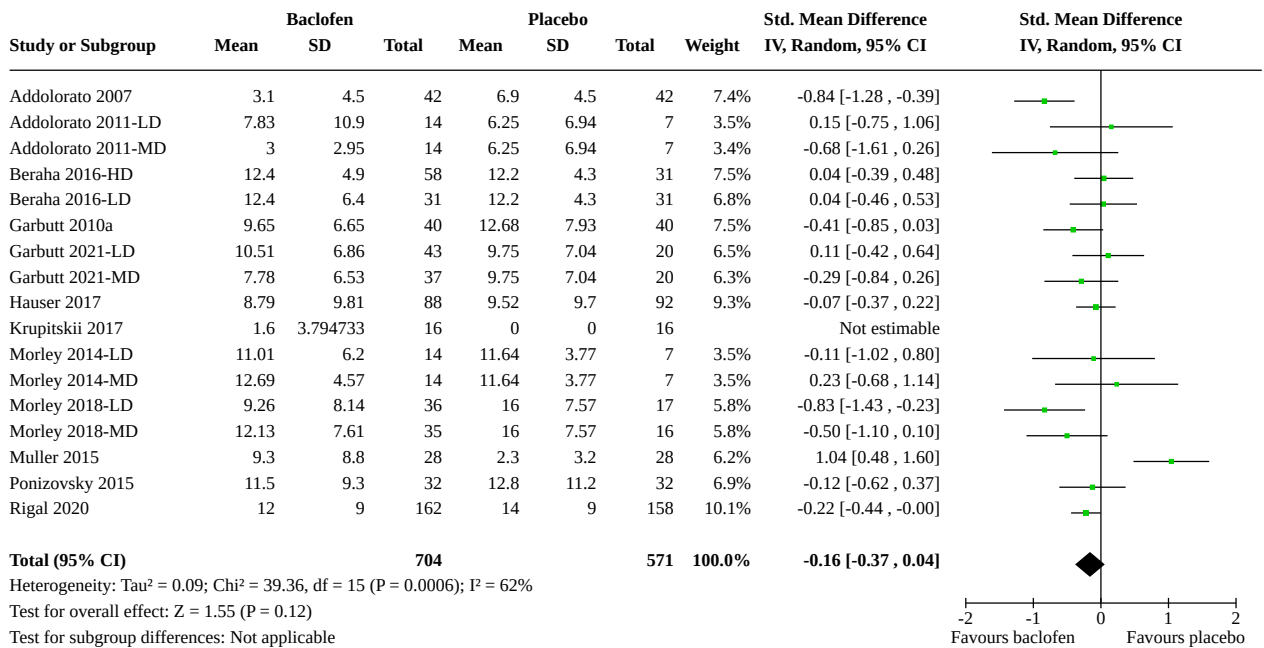 Baclofen Placebo Std. Mean Difference Std. Mean Difference
Study or Subgroup Mean SD Total Mean SD Total Weight IV, Random, 95% CI IV, Random, 95% CI
Addolorato 2007 3.1 4.5 42 6.9 4.5 42 7.4% -0.84 [-1.28 , -0.39]
Addolorato 2011-LD 7.83 10.9 14 6.25 6.94 7 3.5% 0.15 [-0.75 , 1.06]
Addolorato 2011-MD 3 2.95 14 6.25 6.94 7 3.4% -0.68 [-1.61 , 0.26]
Beraha 2016-HD 12.4 4.9 58 12.2 4.3 31 7.5% 0.04 [-0.39 , 0.48]
Beraha 2016-LD 12.4 6.4 31 12.2 4.3 31 6.8% 0.04 [-0.46 , 0.53]
Garbutt 2010a 9.65 6.65 40 12.68 7.93 40 7.5% -0.41 [-0.85 , 0.03]
Garbutt 2021-LD 10.51 6.86 43 9.75 7.04 20 6.4% 0.11 [-0.42 , 0.64]
Garbutt 2021-MD 7.78 6.53 37 9.75 7.04 20 6.3% -0.29 [-0.84 , 0.26]
Hauser 2017 8.79 9.81 88 9.52 9.7 92 9.3% -0.07 [-0.37 , 0.22]
Krupitskii 2017 1.6 3.794733 16 0 0 16 Not estimable
Morley 2014-LD 11.01 6.2 14 11.64 3.77 7 3.5% -0.11 [-1.02 , 0.80]
Morley 2014-MD 12.69 4.57 14 11.64 3.77 7 3.5% 0.23 [-0.68 , 1.14]
Morley 2018-LD 9.26 8.14 36 16 7.57 17 5.8% -0.83 [-1.43 , -0.23]
Morley 2018-MD 12.13 7.61 35 16 7.57 16 5.8% -0.50 [-1.10 , 0.10]
Muller 2015 9.3 8.8 28 2.3 3.2 28 6.2% 1.04 [0.48 , 1.60]
Ponizovsky 2015 11.5 9.3 32 12.8 11.2 32 6.9% -0.12 [-0.62 , 0.37]
Rigal 2020 12 9 162 14 9 158 10.1% -0.22 [-0.44 , -0.00]
Total (95% CI) 704 571 100.0% -0.16 [-0.37 , 0.04]
Heterogeneity: Tau² = 0.09; Chi² = 39.36, df = 15 (P = 0.0006); I² = 62%
Test for overall effect: Z = 1.55 (P = 0.12)
Test for subgroup differences: Not applicable
-2 -1 0 1 2
Favours baclofen Favours placebo